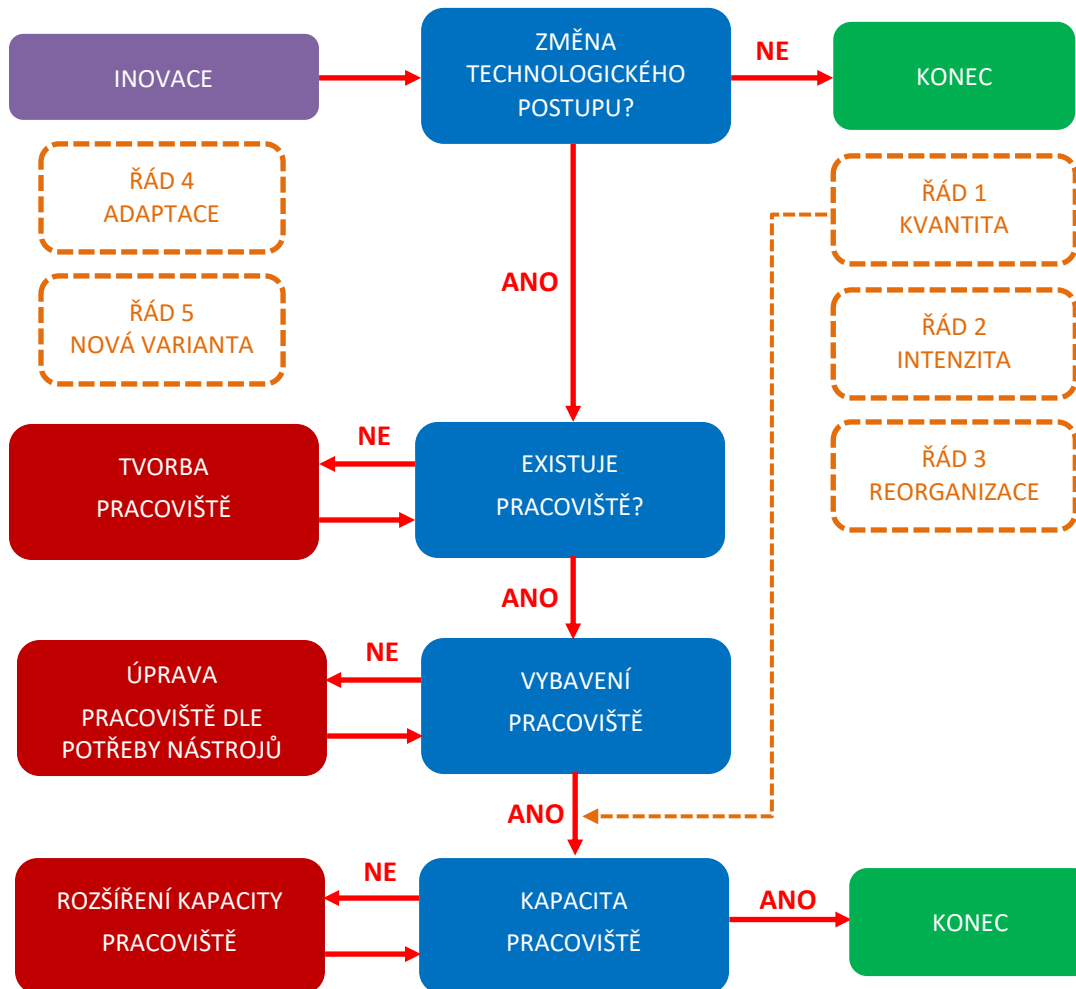 INOVACE
ZMĚNA
TECHNOLOGICKÉHO
POSTUPU?
NE
KONEC
ŘÁD 4
ADAPTACE
ŘÁD 1
KVANTITA
ANO
ŘÁD 5
NOVÁ VARIANTA
ŘÁD 2
INTENZITA
ŘÁD 3
REORGANIZACE
TVORBA
PRACOVIŠTĚ
NE
EXISTUJE
PRACOVIŠTĚ?
ANO
ÚPRAVA
PRACOVIŠTĚ DLE
POTŘEBY NÁSTROJŮ
NE
VYBAVENÍ
PRACOVIŠTĚ
ANO
ROZŠÍŘENÍ KAPACITY
PRACOVIŠTĚ
NE
KAPACITA
PRACOVIŠTĚ
ANO
KONEC